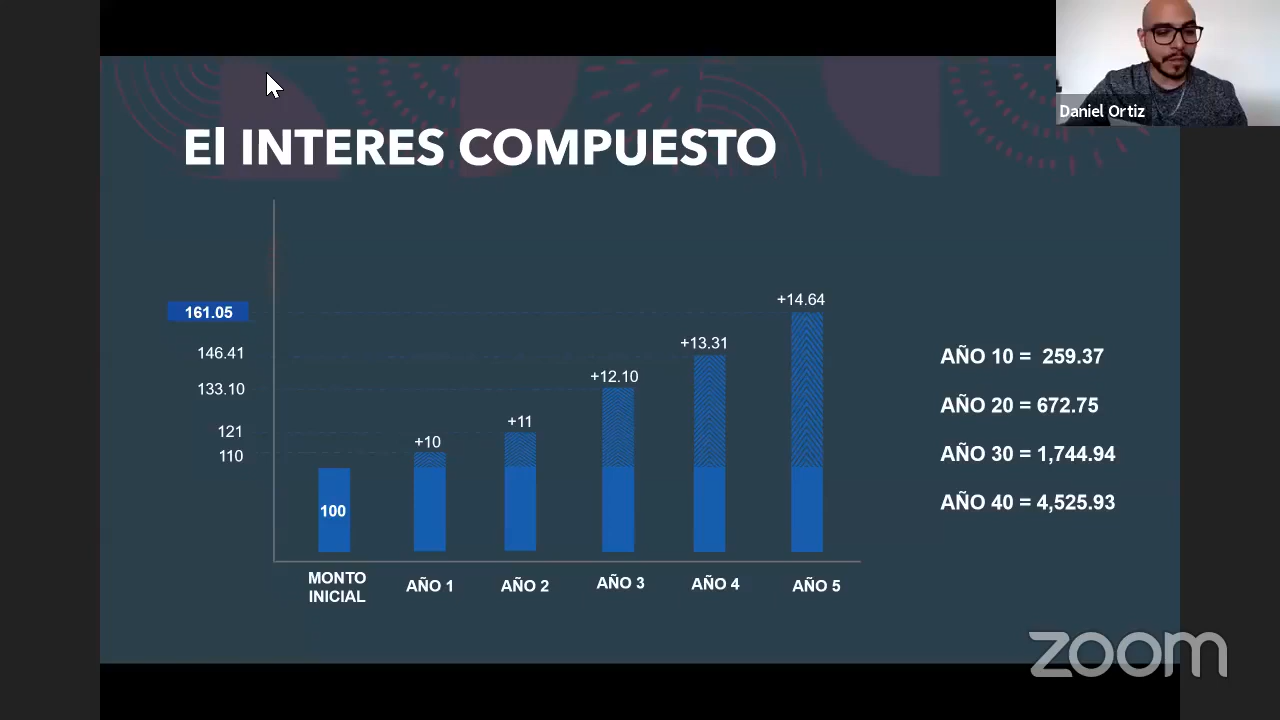 Daniel Ortiz
El INTERES COMPUESTO
161.05
146.41
133.10
121
110
100
+10
+11
+12.10
+13.31
+14.64
MONTO
INICIAL
AÑO 1
AÑO 2
AÑO 3
AÑO 4
AÑO 5
AÑO 10 = 259.37
AÑO 20 = 672.75
AÑO 30 = 1,744.94
AÑO 40 = 4,525.93
zoom